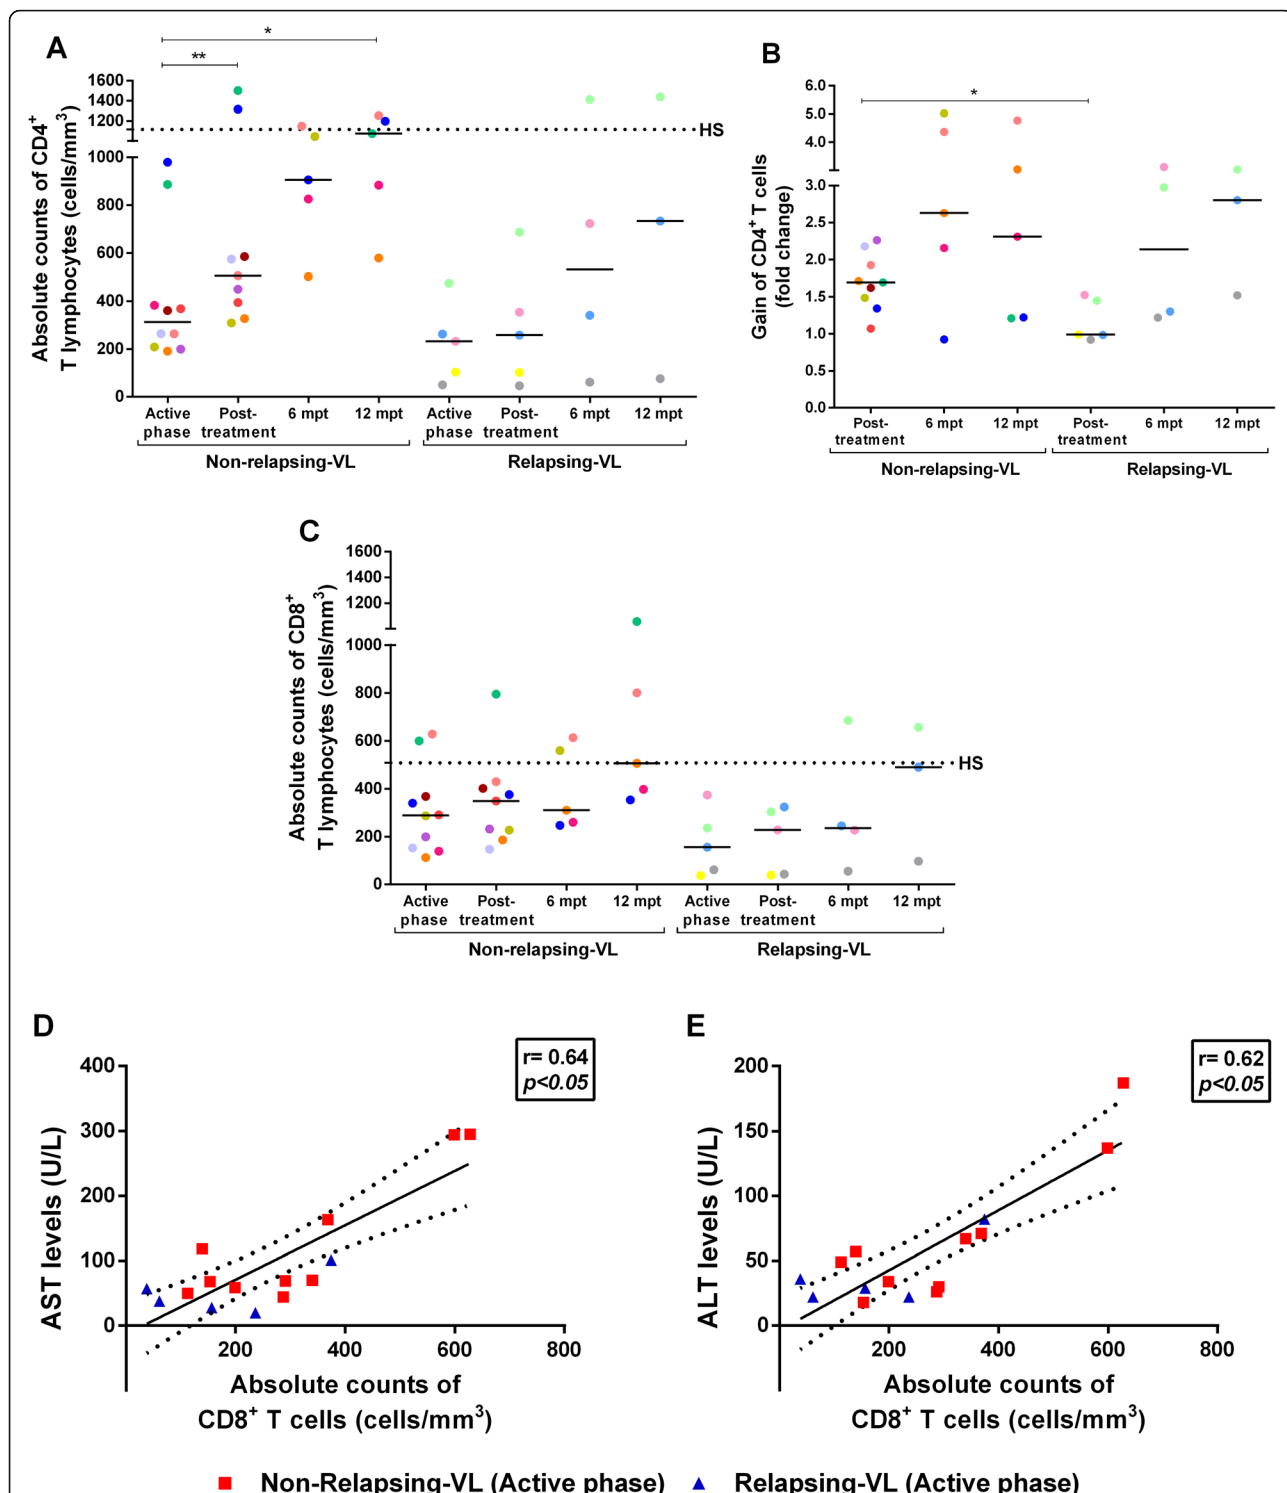 A
*
**
Absolute counts of CD4+
T lymphocytes (cells/mm3)
1600
1400
1200
1000
800
600
400
200
0
HS
Active
phase
Post-
treatment
6 mpt
12 mpt
Active
phase
Post-
treatment
6 mpt
12 mpt
Non-relapsing-VL
Relapsing-VL
B
*
Gain of CD4+ T cells
(fold change)
6.0
5.0
4.0
3.0
2.5
2.0
1.5
1.0
0.5
0.0
Post-
treatment
6 mpt
12 mpt
Post-
treatment
6 mpt
12 mpt
Non-relapsing-VL
Relapsing-VL
C
Absolute counts of CD8+
T lymphocytes (cells/mm3)
1600
1400
1200
1000
800
600
400
200
0
HS
Active
phase
Post-
treatment
6 mpt
12 mpt
Active
phase
Post-
treatment
6 mpt
12 mpt
Non-relapsing-VL
Relapsing-VL
D
r= 0.64
p<0.05
AST levels (U/L)
400
300
200
100
0
200
400
600
800
Absolute counts of
CD8+ T cells (cells/mm3)
E
r= 0.62
p<0.05
ALT levels (U/L)
200
150
100
50
0
200
400
600
800
Absolute counts of
CD8+ T cells (cells/mm3)
Non-Relapsing-VL (Active phase)
Relapsing-VL (Active phase)